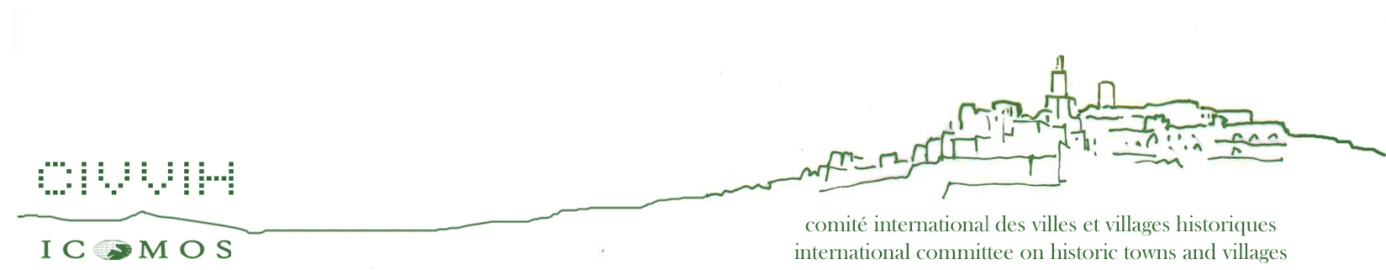 CIVVIH
ICOMOS
comité international des villes et villages historiques
international committee on historic towns and villages